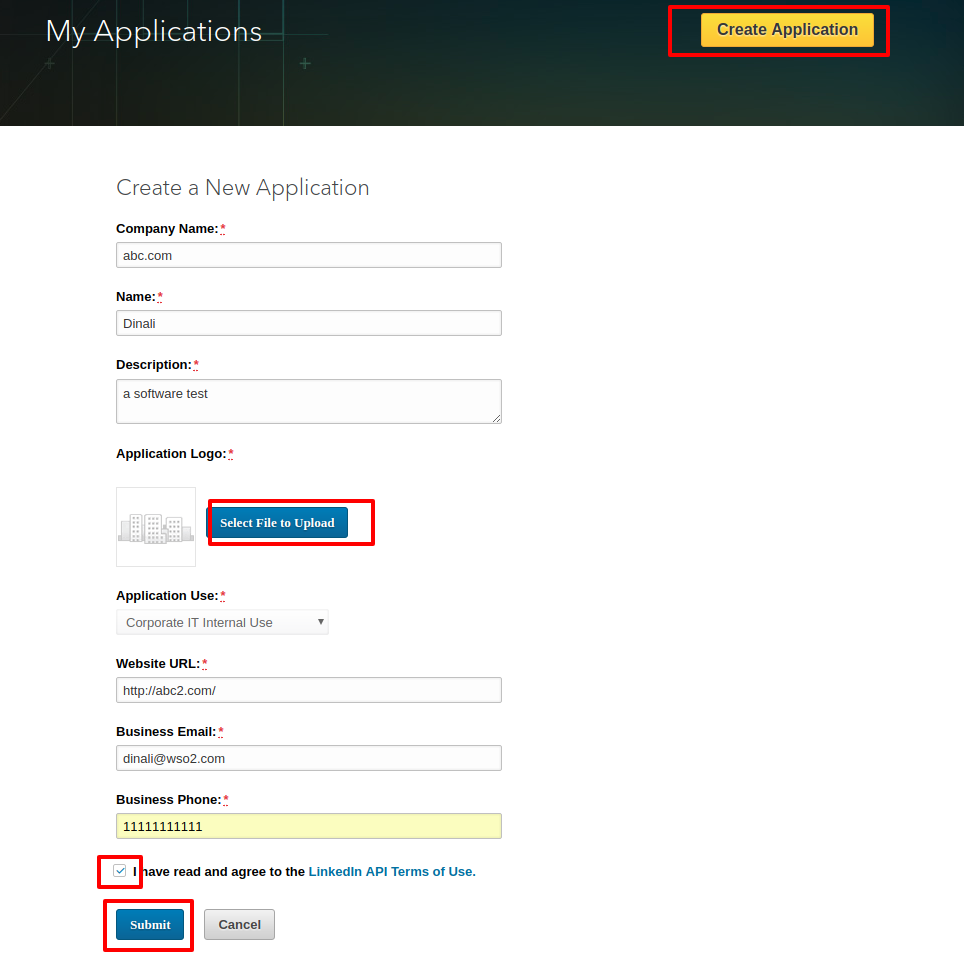 My Applications
Create Application
Create a New Application
Company Name:*
abc.com
Name:*
Dinali
Description:*
a software test
Application Logo:*
Select File to Upload
Application Use:*
Corporate IT Internal Use
Website URL:*
http://abc2.com/
Business Email:*
dinali@wso2.com
Business Phone:*
11111111111
I have read and agree to the LinkedIn API Terms of Use.
Submit Cancel